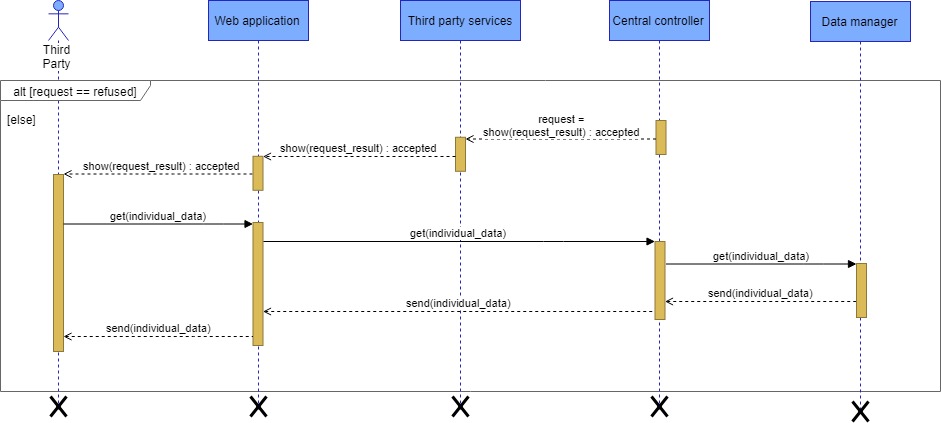 Third
Party
Web application
Third party services
Central controller
Data manager
alt [request == refused]
[else]
request =
show(request_result) : accepted
show(request_result) : accepted
show(request_result) : accepted
get(individual_data)
get(individual_data)
get(individual_data)
send(individual_data)
send(individual_data)
send(individual_data)